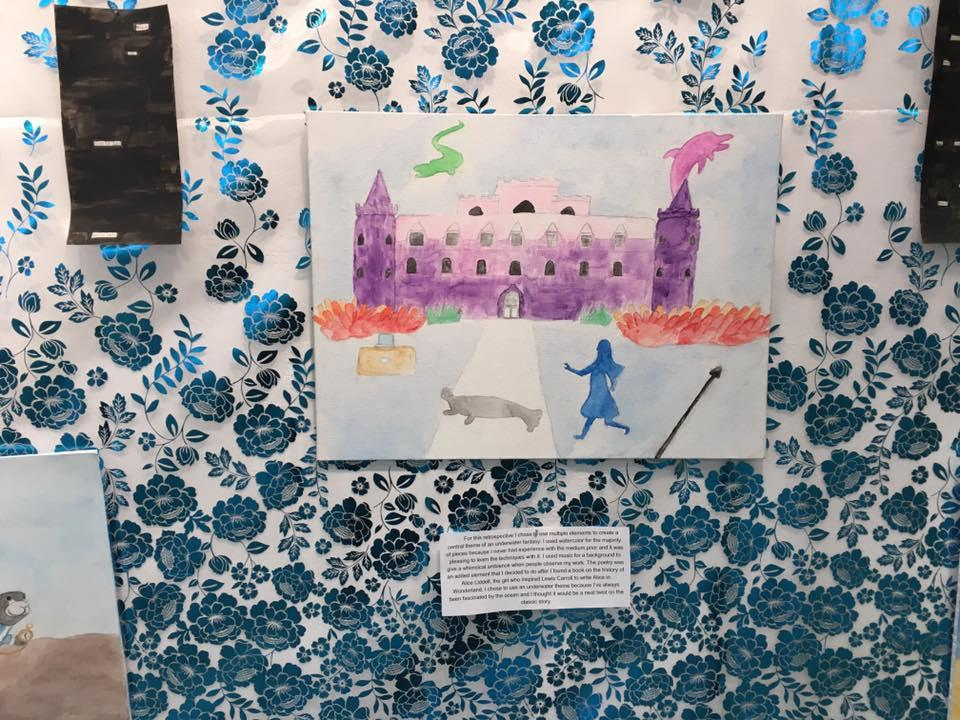 For this retrospective I chose to use multiple elements to create a
central theme of an underwater fantasy. I used watercolor for the majority
of pieces because I never had experience with the medium prior and it was
pleasing to learn the techniques with it. I used music for a background to
give a whimsical ambience when people observe my work. The poetry was
an added element that I decided to do after I found a book on the history of
Alice Liddell, the girl who inspired Lewis Carroll to write Alice in
Wonderland. I chose to use an underwater theme because I've always
been fascinated by the ocean and I thought it would be a neat twist on the
classic story.